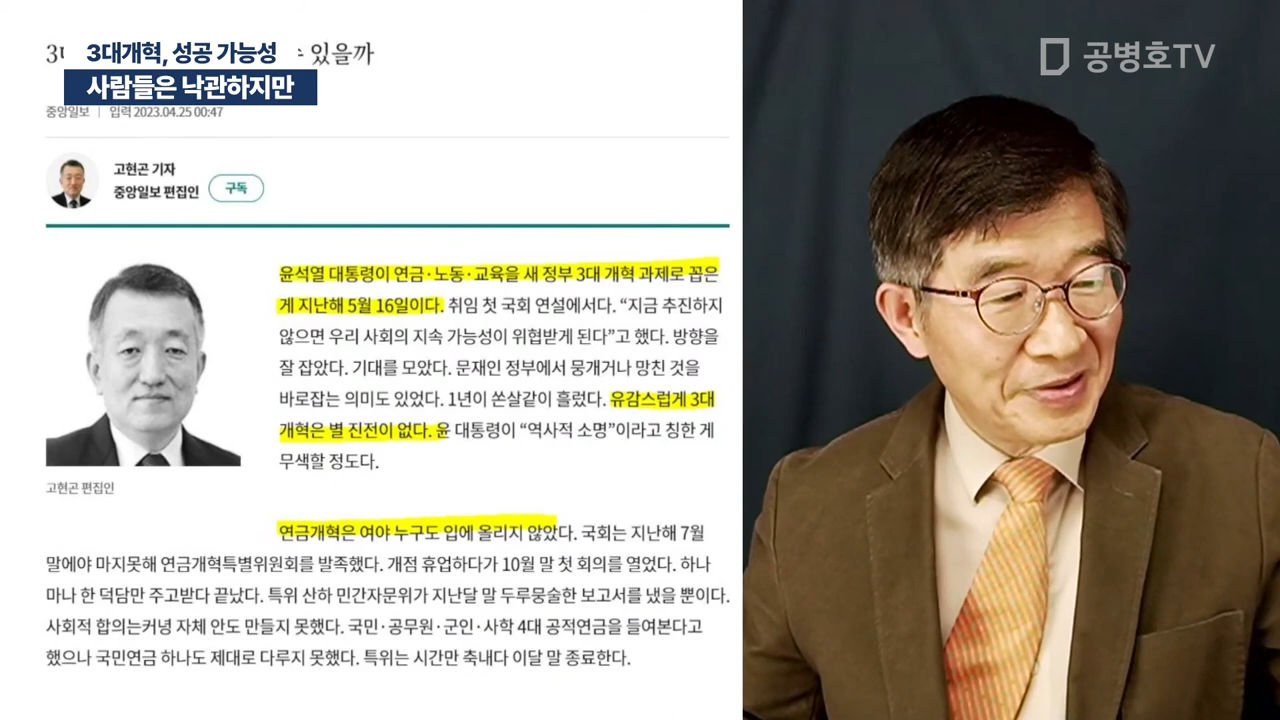 3대개혁, 성공 가능성
있을까
사람들은 낙관하지만
공병호TV
중앙일보 | 입력 2023.04.25 00:47
고현곤 기자
중앙일보 편집인
구독
윤석열 대통령이 연금·노동·교육을 새 정부 3대 개혁 과제로 꼽은
게 지난해 5월 16일이다. 취임 첫 국회 연설에서다. “지금 추진하지
않으면 우리 사회의 지속 가능성이 위협받게 된다”고 했다. 방향을
잘 잡았다. 기대를 모았다. 문재인 정부에서 뭉개거나 망친 것을
바로잡는 의미도 있었다. 1년이 쏜살같이 흘렀다. 유감스럽게 3대
개혁은 별 진전이 없다. 윤 대통령이 “역사적 소명”이라고 칭한 게
무색할 정도다.
고현곤 편집인
연금개혁은 여야 누구도 입에 올리지 않았다. 국회는 지난해 7월
말에야 마지못해 연금개혁특별위원회를 발족했다. 개점 휴업하다가 10월 말 첫 회의를 열었다. 하나
마나 한 덕담만 주고받다 끝났다. 특위 산하 민간자문위가 지난달 말 두루뭉술한 보고서를 냈을 뿐이다.
사회적 합의는커녕 자체 안도 만들지 못했다. 국민·공무원·군인·사학 4대 공적연금을 들여본다고
했으나 국민연금 하나도 제대로 다루지 못했다. 특위는 시간만 축내다 이달 말 종료한다.